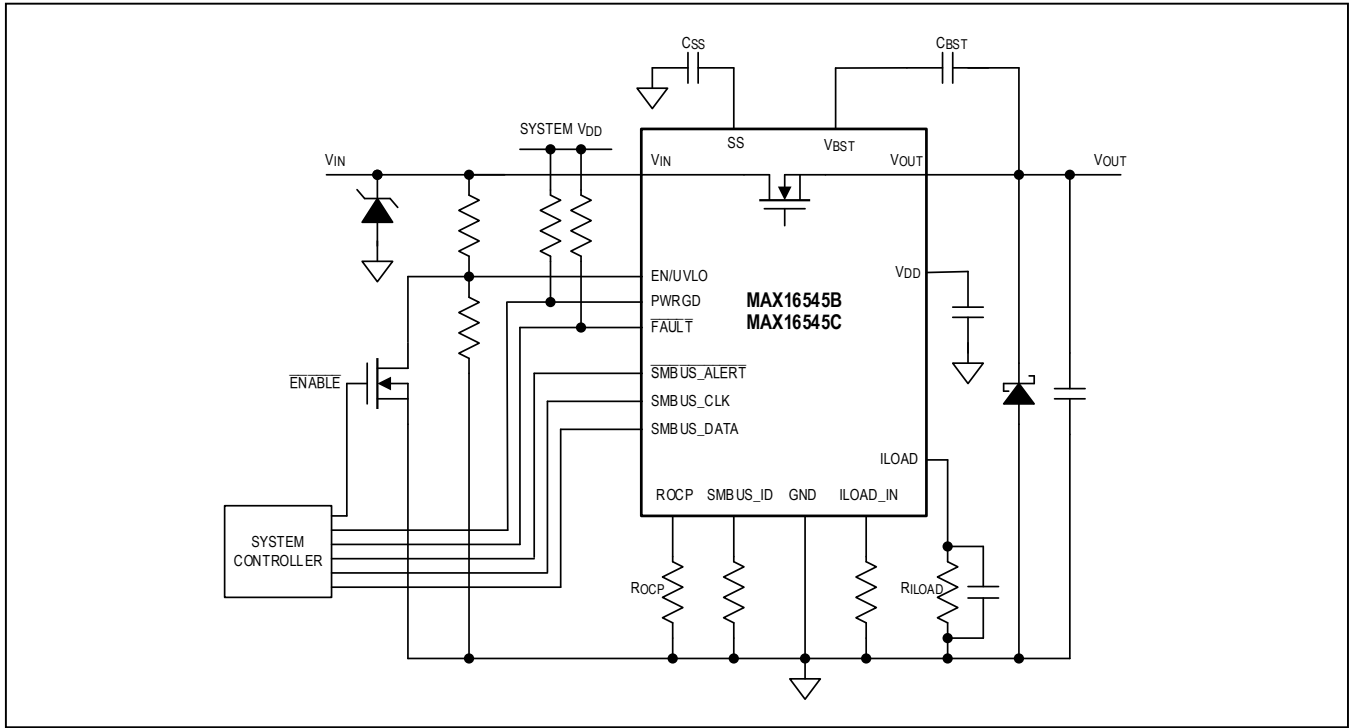 CSS
CBST
SYSTEM VDD
VIN
VIN
SS
VBST
VOUT
VOUT
VDD
EN/UVLO
PWRGD
FAULT
MAX16545B
MAX16545C
SMBUS_ALERT
SMBUS_CLK
SMBUS_DATA
ENABLE
ILOAD
ROCP
SMBUS_ID
GND
ILOAD_IN
SYSTEM
CONTROLLER
ROCP
RILOAD